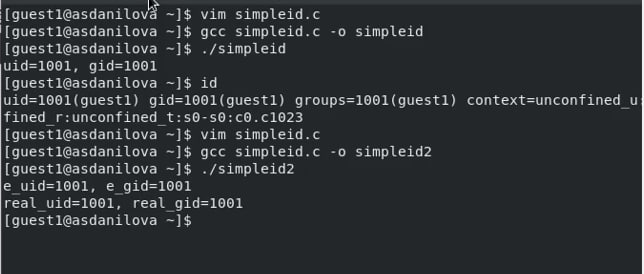 [guest1@asdanilova ~]$ vim simpleid.c
[guest1@asdanilova ~]$ gcc simpleid.c -o simpleid
[guest1@asdanilova ~]$ ./simpleid
uid=1001, gid=1001
[guest1@asdanilova ~]$ id
uid=1001(guest1) gid=1001(guest1) groups=1001(guest1) context=unconfined_u:
fined_r:unconfined_t:s0-s0:c0.c1023
[guest1@asdanilova ~]$ vim simpleid.c
[guest1@asdanilova ~]$ gcc simpleid.c -o simpleid2
[guest1@asdanilova ~]$ ./simpleid2
e_uid=1001, e_gid=1001
real_uid=1001, real_gid=1001
[guest1@asdanilova ~]$